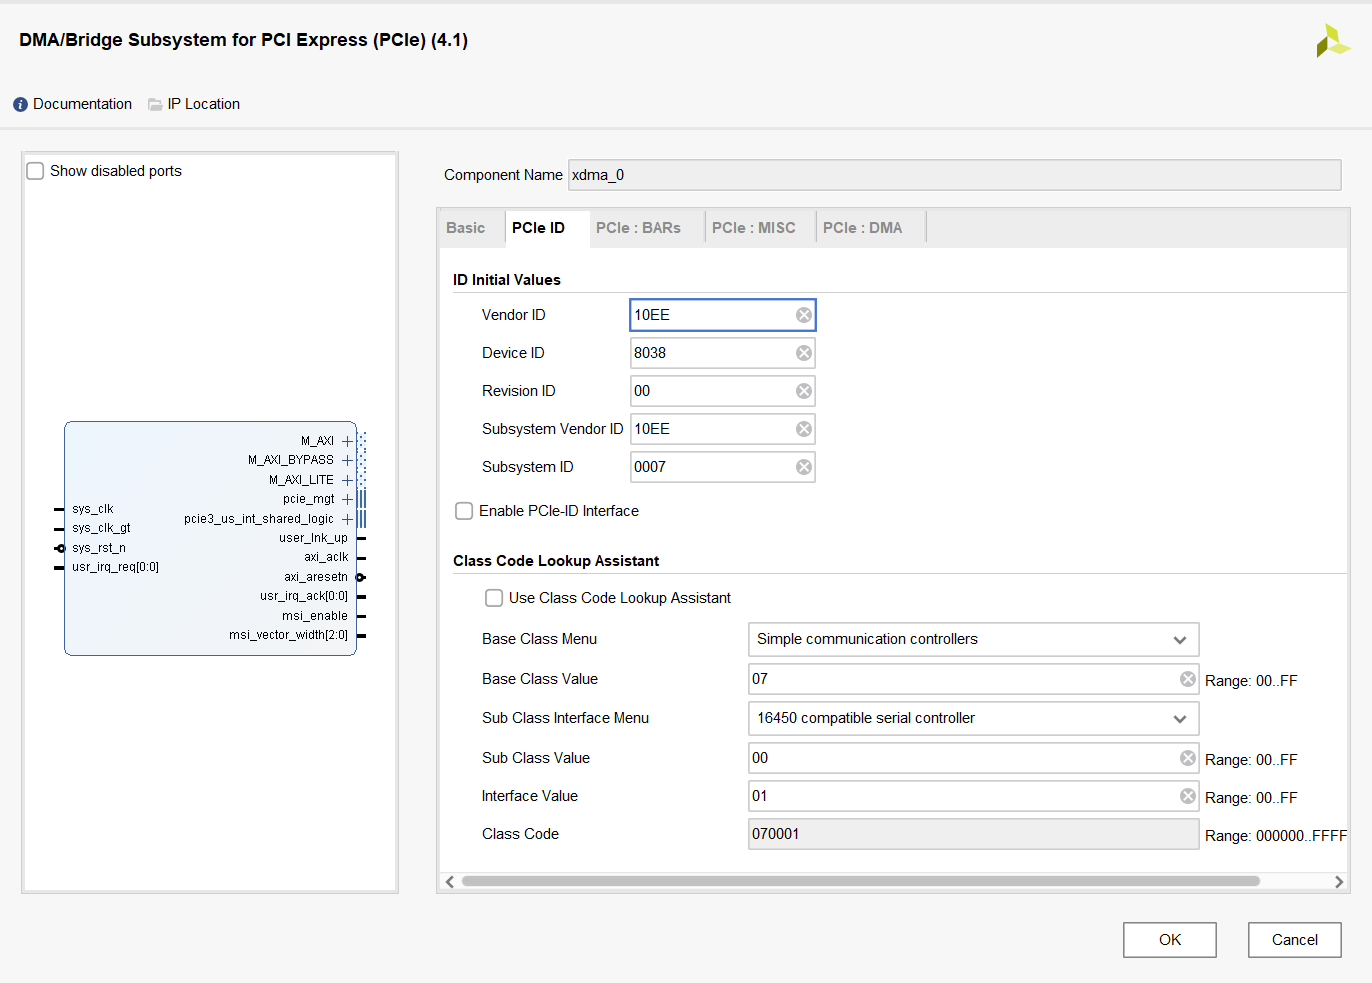 DMA/Bridge Subsystem for PCI Express (PCIe) (4.1)
Documentation
IP Location
Show disabled ports
M_AXI
M_AXI_BYPASS
M_AXI_LITE
pcie_mgt
sys_clk
pcie3_us_int_shared_logic
sys_clk_gt
user_lnk_up
sys_rst_n
axi_aclk
usr_irq_req[0:0]
axi_aresetn
usr_irq_ack[0:0]
msi_enable
msi_vector_width[2:0]
Component Name xdma_0
Basic
PCIe ID
PCIe : BARs
PCIe : MISC
PCIe : DMA
ID Initial Values
Vendor ID 10EE
Device ID 8038
Revision ID 00
Subsystem Vendor ID 10EE
Subsystem ID 0007
Enable PCIe-ID Interface
Class Code Lookup Assistant
Use Class Code Lookup Assistant
Base Class Menu Simple communication controllers
Base Class Value 07 Range: 00..FF
Sub Class Interface Menu 16450 compatible serial controller
Sub Class Value 00 Range: 00..FF
Interface Value 01 Range: 00..FF
Class Code 070001 Range: 000000..FFFF
OK
Cancel